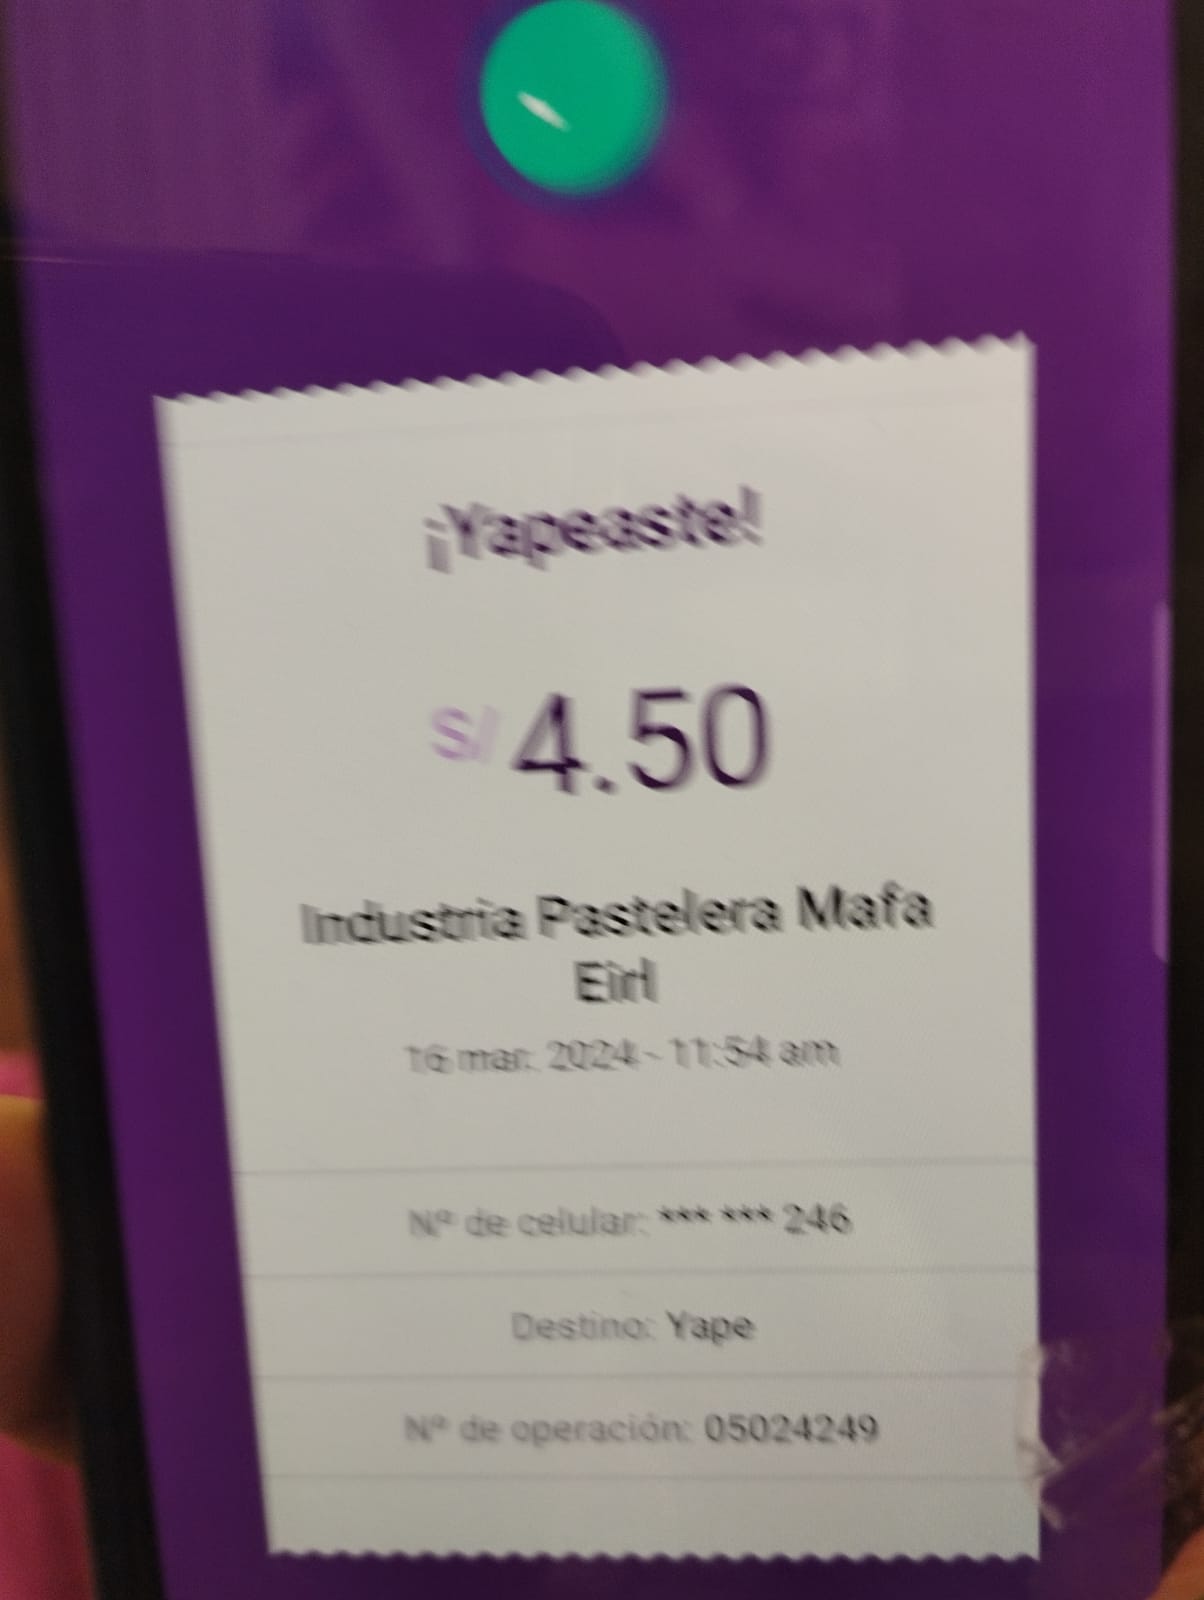 ¡Yapeaste!
S/ 4.50
Industria Pastelera Mafa
Eirl
16 mar. 2024 - 11:54 am
Nº de celular: *** *** 246
Destino: Yape
Nº de operación: 05024249